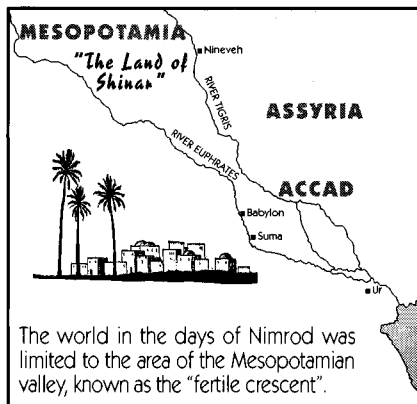 MESOPOTAMIA
Nineveh
"The Land of
Shinar"
RIVER TIGRIS
ASSYRIA
RIVER EUPHRATES
ACCAD
Babylon
Suma
Ur
The world in the days of Nimrod was
limited to the area of the Mesopotamian
valley, known as the "fertile crescent".